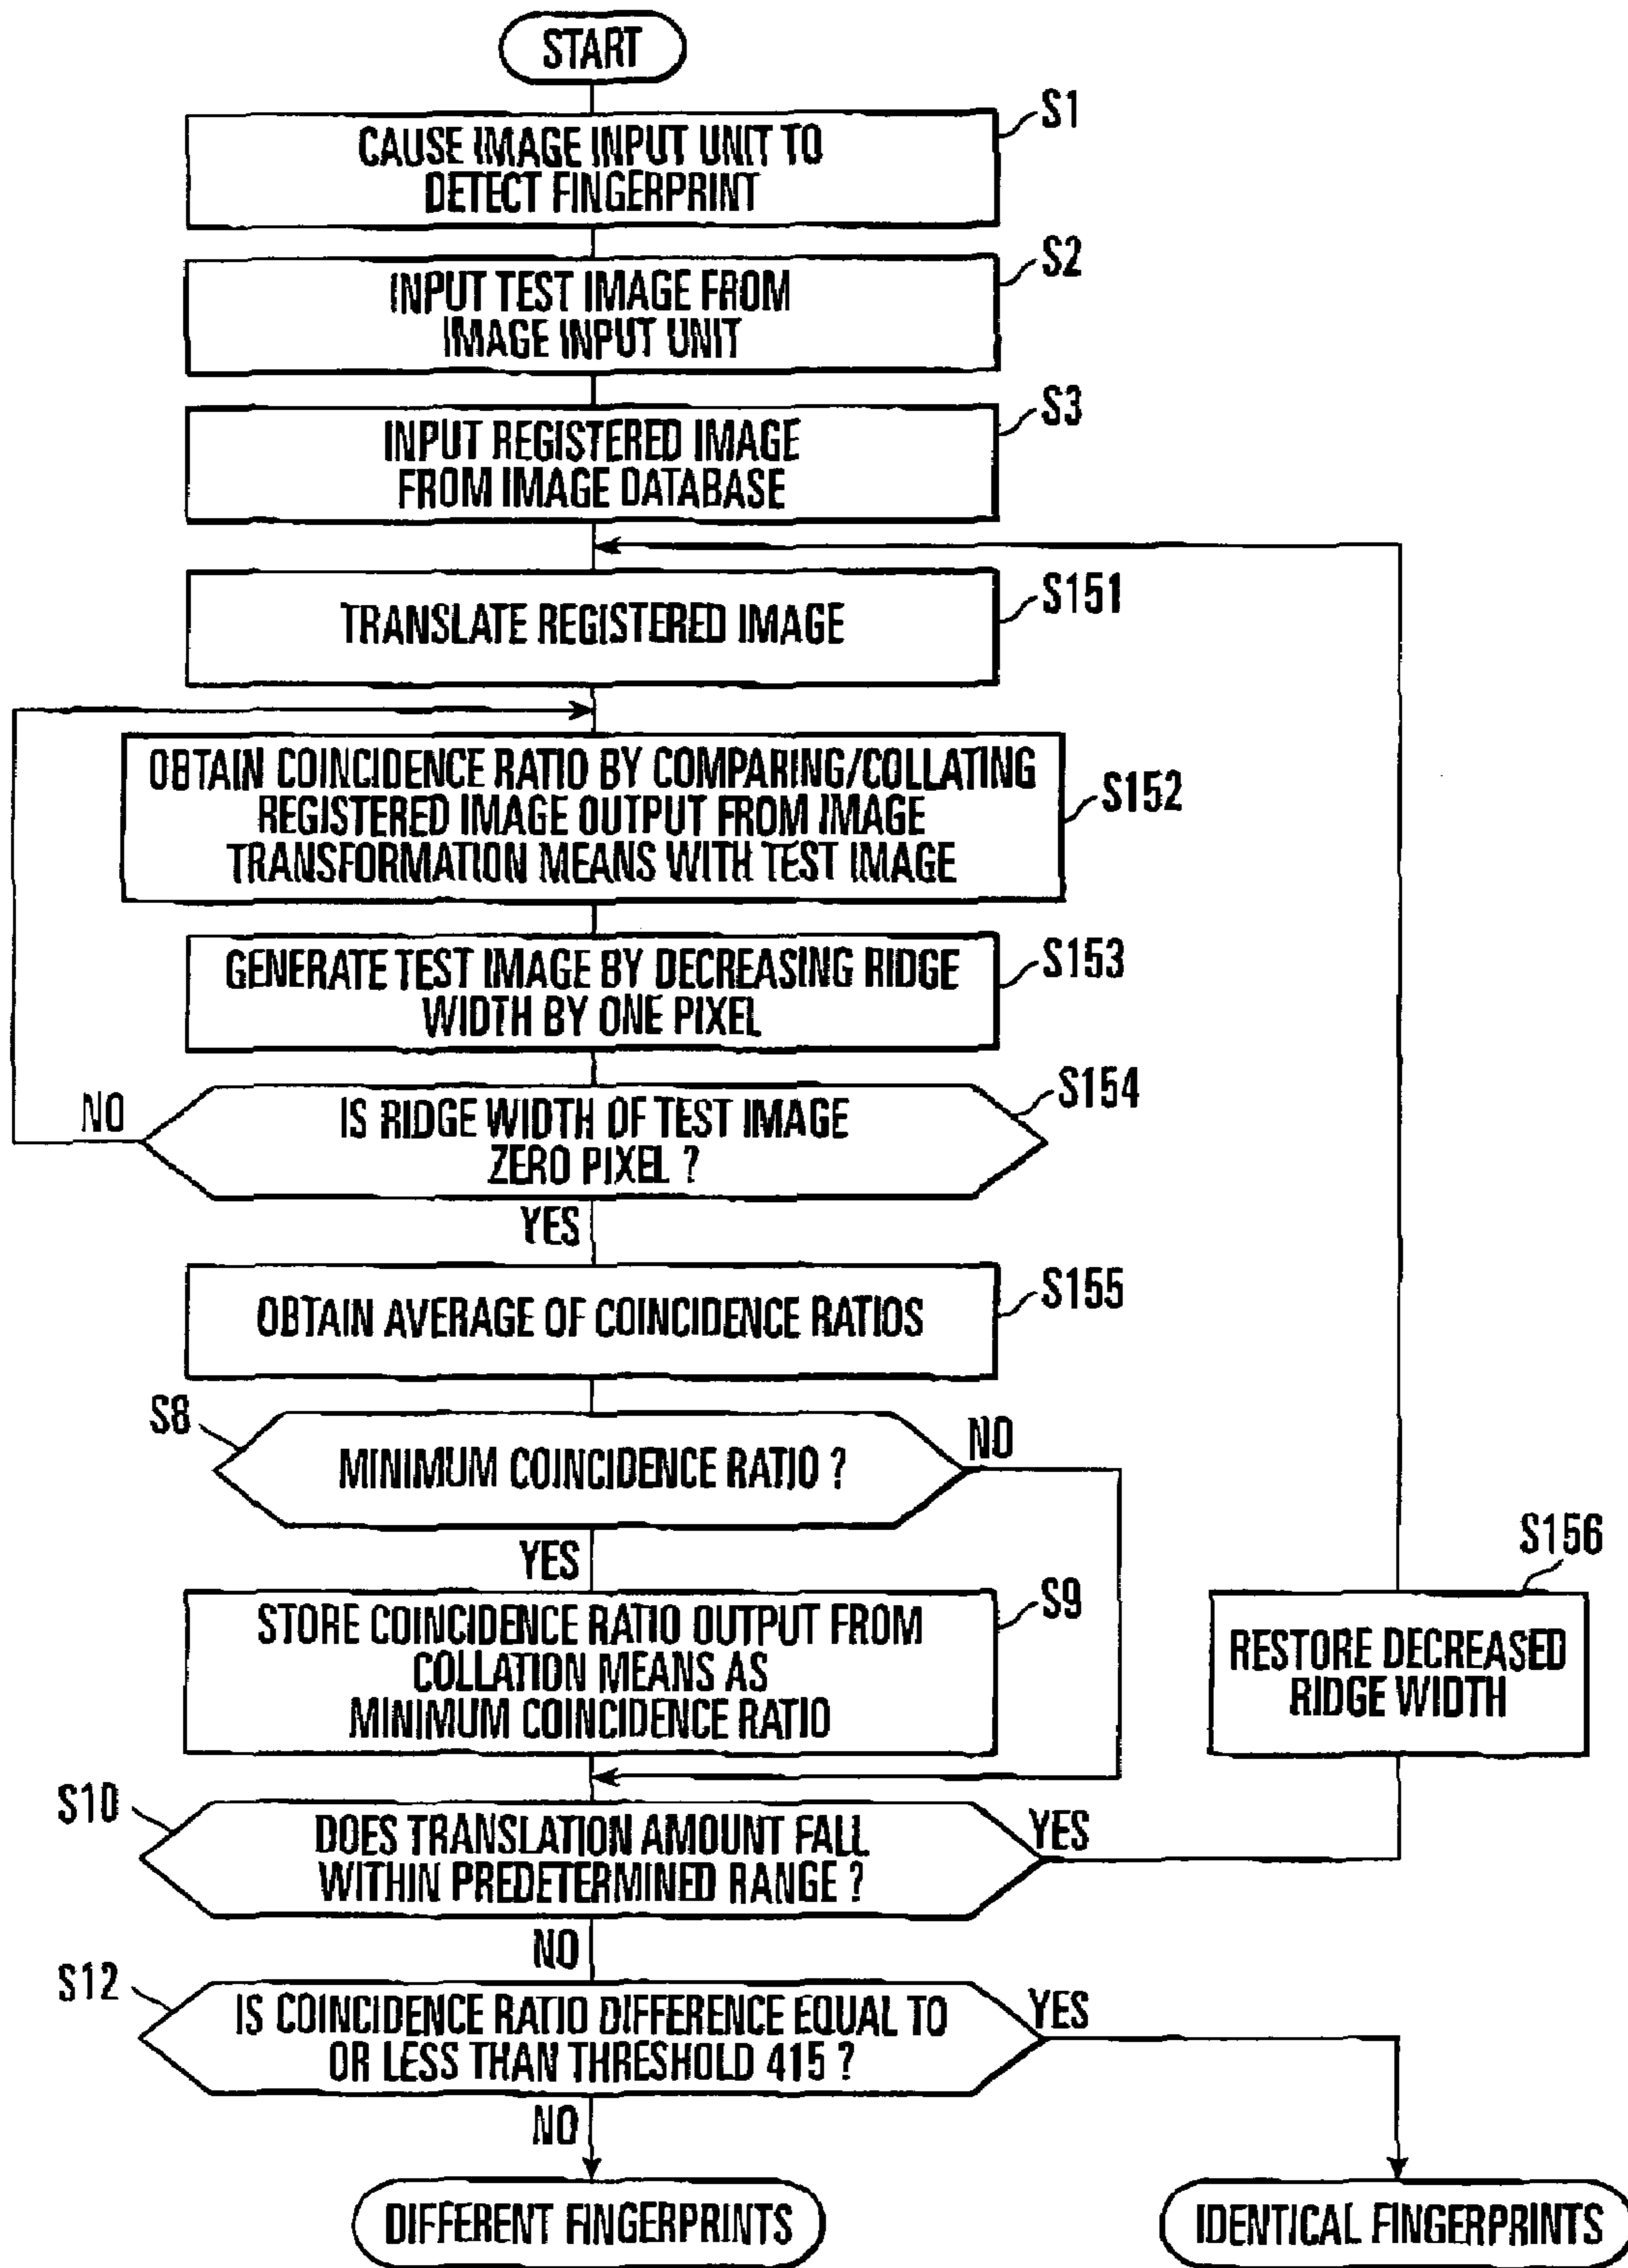 START
S1
CAUSE IMAGE INPUT UNIT TO
DETECT FINGERPRINT
S2
INPUT TEST IMAGE FROM
IMAGE INPUT UNIT
S3
INPUT REGISTERED IMAGE
FROM IMAGE DATABASE
S151
TRANSLATE REGISTERED IMAGE
S152
OBTAIN COINCIDENCE RATIO BY COMPARING/COLLATING
REGISTERED IMAGE OUTPUT FROM IMAGE
TRANSFORMATION MEANS WITH TEST IMAGE
S153
GENERATE TEST IMAGE BY DECREASING RIDGE
WIDTH BY ONE PIXEL
S154
NO
IS RIDGE WIDTH OF TEST IMAGE
ZERO PIXEL ?
YES
S155
OBTAIN AVERAGE OF COINCIDENCE RATIOS
S8
NO
MINIMUM COINCIDENCE RATIO ?
YES
S156
S9
STORE COINCIDENCE RATIO OUTPUT FROM
COLLATION MEANS AS
MINIMUM COINCIDENCE RATIO
RESTORE DECREASED
RIDGE WIDTH
S10
DOES TRANSLATION AMOUNT FALL
WITHIN PREDETERMINED RANGE ?
YES
NO
S12
IS COINCIDENCE RATIO DIFFERENCE EQUAL TO
OR LESS THAN THRESHOLD 415 ?
YES
NO
DIFFERENT FINGERPRINTS
IDENTICAL FINGERPRINTS